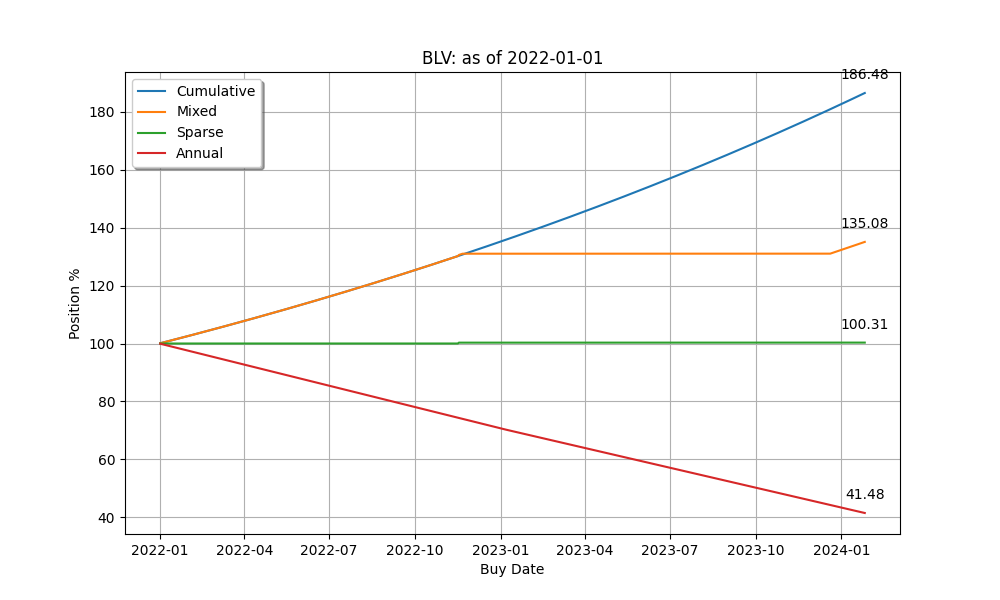 BLV: as of 2022-01-01
186.48
Cumulative
Mixed
Sparse
Annual
180
160
140
120
100
80
60
40
135.08
100.31
41.48
Position %
2022-01 2022-04 2022-07 2022-10 2023-01 2023-04 2023-07 2023-10 2024-01
Buy Date